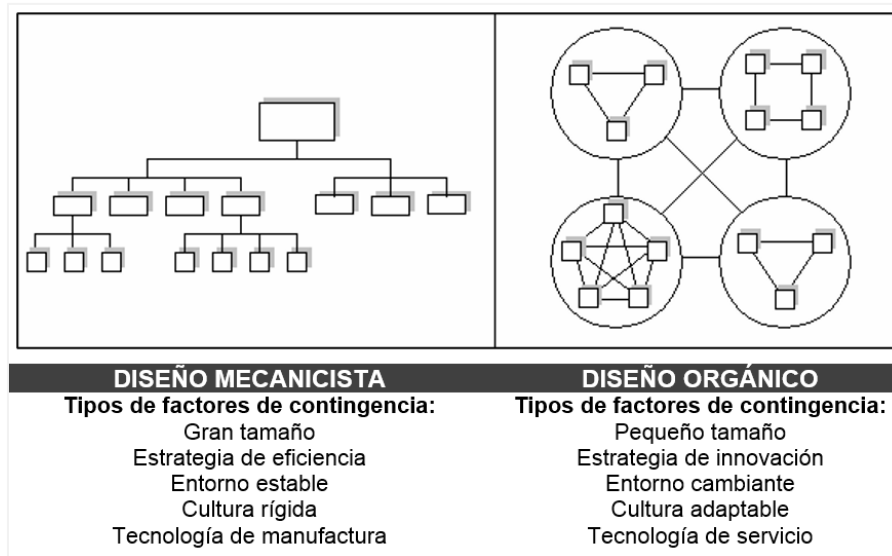 DISEÑO MECANICISTA
Tipos de factores de contingencia:
Gran tamaño
Estrategia de eficiencia
Entorno estable
Cultura rígida
Tecnología de manufactura
DISEÑO ORGÁNICO
Tipos de factores de contingencia:
Pequeño tamaño
Estrategia de innovación
Entorno cambiante
Cultura adaptable
Tecnología de servicio